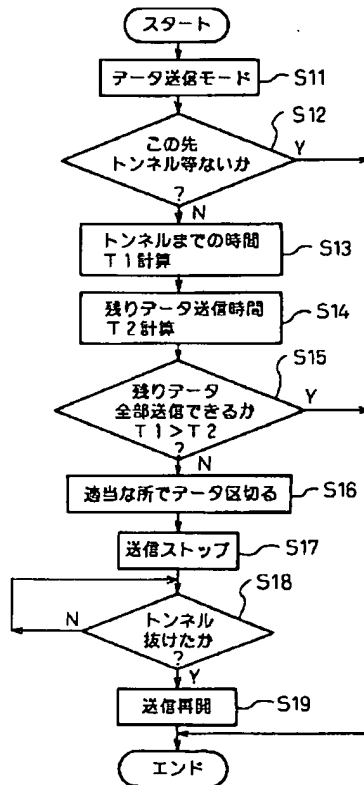 スタート
データ送信モード
S11
S12
この先
トンネル等ないか
?
Y
N
トンネルまでの時間
T1計算
S13
残りデータ送信時間
T2計算
S14
S15
残りデータ
全部送信できるか
T1>T2
?
Y
N
適当な所でデータ区切る
S16
送信ストップ
S17
S18
トンネル
抜けたか
?
N
Y
送信再開
S19
エンド